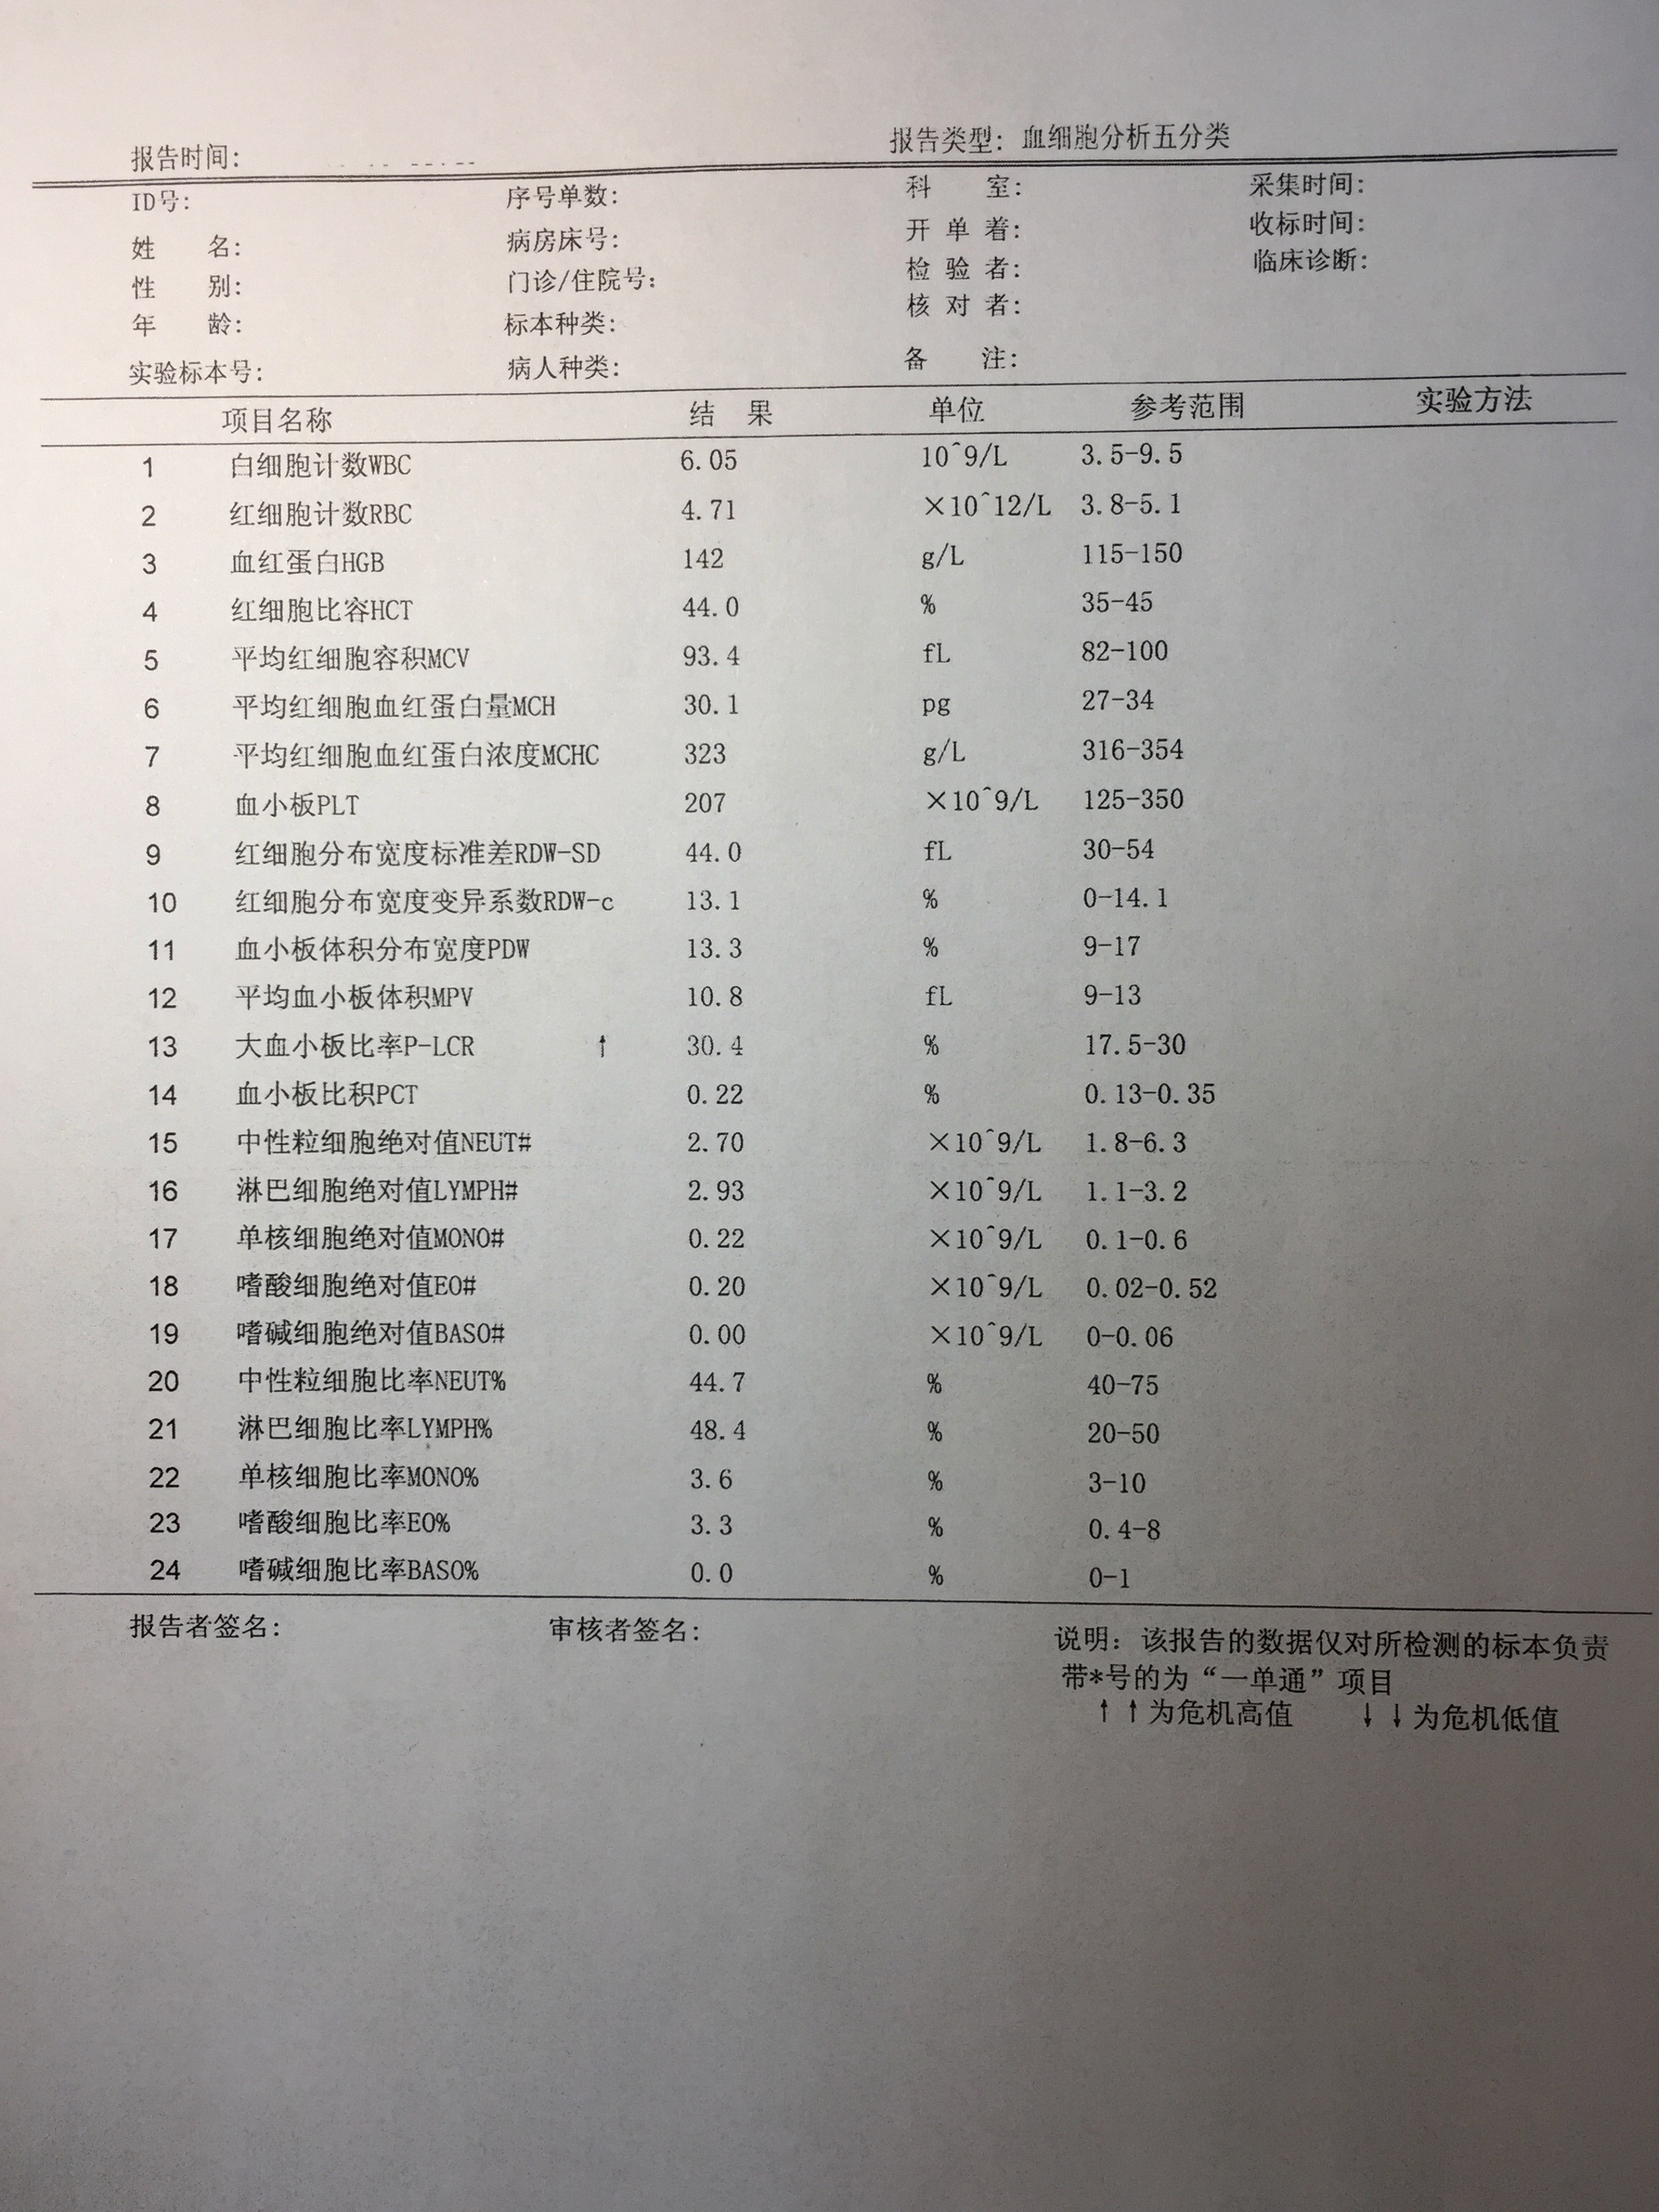 报告时间: 报告类型: 血细胞分析五分类
ID号: 序号单数: 科 室: 采集时间:
姓 名: 病房床号: 开 单 着: 收标时间:
性 别: 门诊/住院号: 检 验 者: 临床诊断:
年 龄: 标本种类: 核 对 者:
实验标本号: 病人种类: 备 注:
项目名称 结 果 单位 参考范围 实验方法
1 白细胞计数WBC 6.05 10^9/L 3.5-9.5
2 红细胞计数RBC 4.71 ×10^12/L 3.8-5.1
3 血红蛋白HGB 142 g/L 115-150
4 红细胞比容HCT 44.0 % 35-45
5 平均红细胞容积MCV 93.4 fL 82-100
6 平均红细胞血红蛋白量MCH 30.1 pg 27-34
7 平均红细胞血红蛋白浓度MCHC 323 g/L 316-354
8 血小板PLT 207 ×10^9/L 125-350
9 红细胞分布宽度标准差RDW-SD 44.0 fL 30-54
10 红细胞分布宽度变异系数RDW-c 13.1 % 0-14.1
11 血小板体积分布宽度PDW 13.3 % 9-17
12 平均血小板体积MPV 10.8 fL 9-13
13 大血小板比率P-LCR ↑ 30.4 % 17.5-30
14 血小板比积PCT 0.22 % 0.13-0.35
15 中性粒细胞绝对值NEUT# 2.70 ×10^9/L 1.8-6.3
16 淋巴细胞绝对值LYMPH# 2.93 ×10^9/L 1.1-3.2
17 单核细胞绝对值MONO# 0.22 ×10^9/L 0.1-0.6
18 嗜酸细胞绝对值EO# 0.20 ×10^9/L 0.02-0.52
19 嗜碱细胞绝对值BASO# 0.00 ×10^9/L 0-0.06
20 中性粒细胞比率NEUT% 44.7 % 40-75
21 淋巴细胞比率LYMPH% 48.4 % 20-50
22 单核细胞比率MONO% 3.6 % 3-10
23 嗜酸细胞比率EO% 3.3 % 0.4-8
24 嗜碱细胞比率BASO% 0.0 % 0-1
报告者签名: 审核者签名: 说明: 该报告的数据仅对所检测的标本负责
带*号的为“一单通”项目
↑↑为危机高值 ↓↓为危机低值